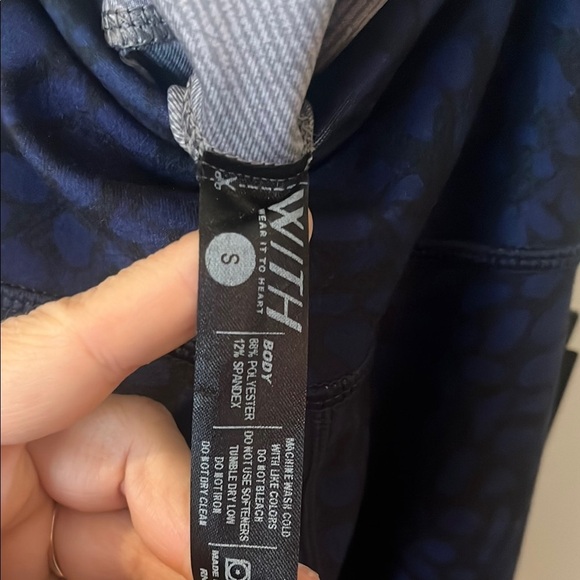 WITH
WEAR IT TO HEART
S
BODY
88% POLYESTER
12% SPANDEX
MACHINE WASH COLD
WITH LIKE COLORS
DO NOT BLEACH
DO NOT USE SOFTENERS
TUMBLE DRY LOW
DO NOT IRON
DO NOT DRY CLEAN
MADE
RN